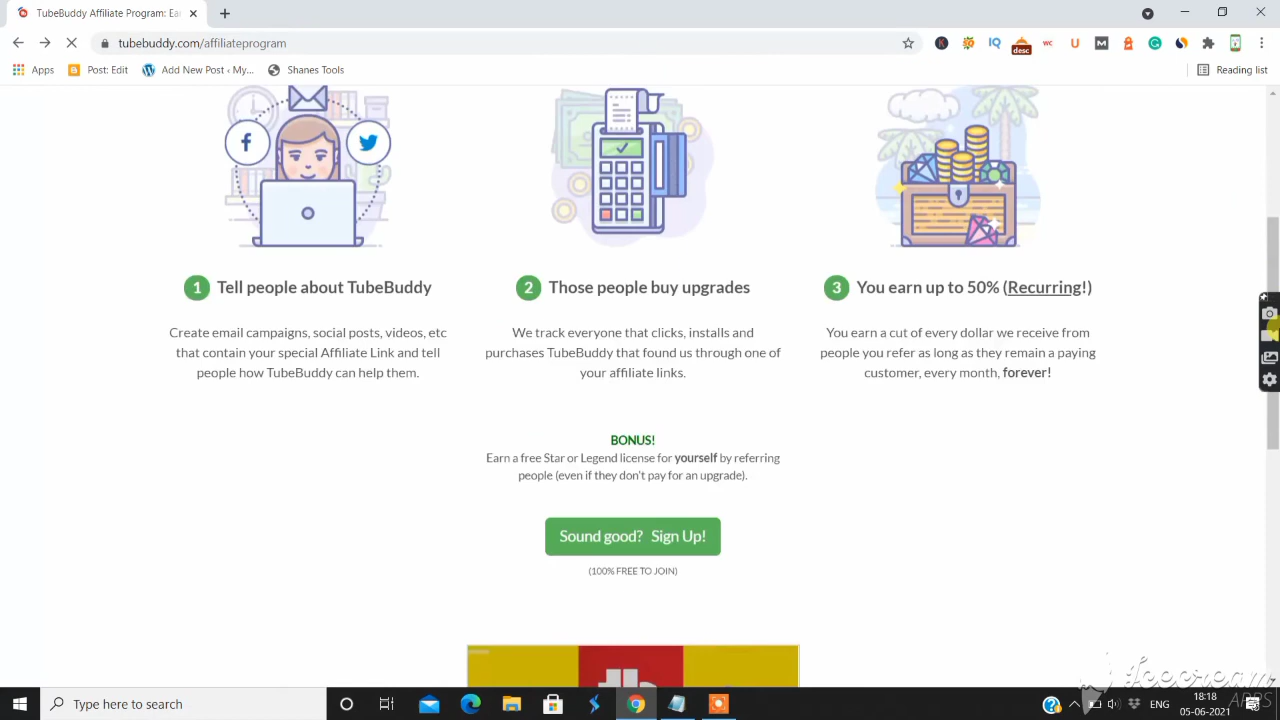 TubeBuddy Affiliate Program: Ea
tubebuddy.com/affiliateprogram
IQ
desc
WC
U
M
G
Apps
Post: Edit
Add New Post ‹ My...
Shanes Tools
Reading list
1 Tell people about TubeBuddy
Create email campaigns, social posts, videos, etc
that contain your special Affiliate Link and tell
people how TubeBuddy can help them.
2 Those people buy upgrades
We track everyone that clicks, installs and
purchases TubeBuddy that found us through one of
your affiliate links.
3 You earn up to 50% (Recurring!)
You earn a cut of every dollar we receive from
people you refer as long as they remain a paying
customer, every month, forever!
BONUS!
Earn a free Star or Legend license for yourself by referring
people (even if they don't pay for an upgrade).
Sound good? Sign Up!
(100% FREE TO JOIN)
Icecream
APPS
Type here to search
ENG
18:18
05-06-2021